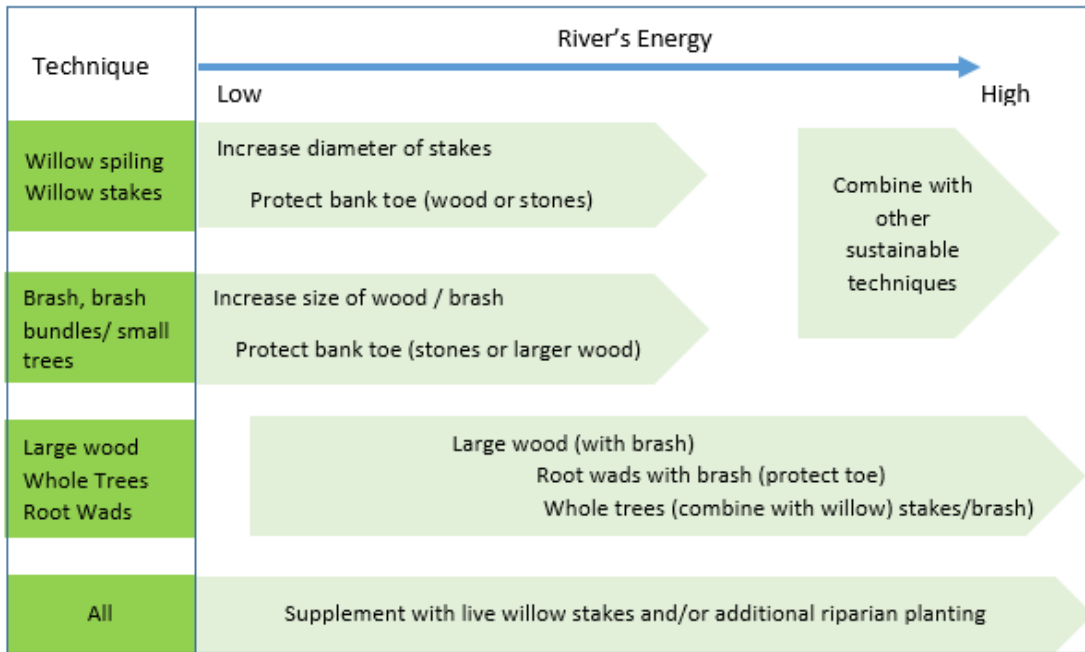 Technique
River's Energy
Low
High
Willow spiling
Willow stakes
Increase diameter of stakes
Protect bank toe (wood or stones)
Combine with
other
sustainable
techniques
Brash, brash
bundles/ small
trees
Increase size of wood / brash
Protect bank toe (stones or larger wood)
Large wood
Whole Trees
Root Wads
Large wood (with brash)
Root wads with brash (protect toe)
Whole trees (combine with willow) stakes/brash)
All
Supplement with live willow stakes and/or additional riparian planting